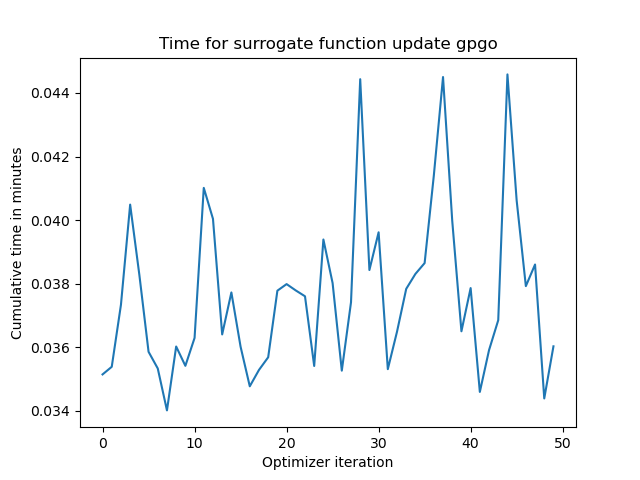 Time for surrogate function update gpgo
Cumulative time in minutes
0.044
0.042
0.040
0.038
0.036
0.034
0 10 20 30 40 50
Optimizer iteration